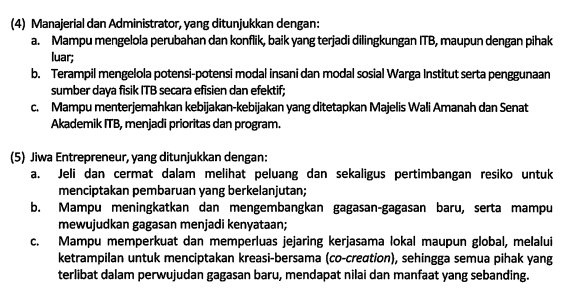 (4) Manajerial dan Administrator, yang ditunjukkan dengan:
a. Mampu mengelola perubahan dan konflik, baik yang terjadi dilingkungan ITB, maupun dengan pihak
luar;
b. Terampil mengelola potensi-potensi modal insani dan modal sosial Warga Institut serta penggunaan
sumber daya fisik ITB secara efisien dan efektif;
c. Mampu menterjemahkan kebijakan-kebijakan yang ditetapkan Majelis Wali Amanah dan Senat
Akademik ITB, menjadi prioritas dan program.
(5) Jiwa Entrepreneur, yang ditunjukkan dengan:
a. Jeli dan cermat dalam melihat peluang dan sekaligus pertimbangan resiko untuk
menciptakan pembaruan yang berkelanjutan;
b. Mampu meningkatkan dan mengembangkan gagasan-gagasan baru, serta mampu
mewujudkan gagasan menjadi kenyataan;
c. Mampu memperkuat dan memperluas jejaring kerjasama lokal maupun global, melalui
ketrampilan untuk menciptakan kreasi-bersama (co-creation), sehingga semua pihak yang
terlibat dalam perwujudan gagasan baru, mendapat nilai dan manfaat yang sebanding.